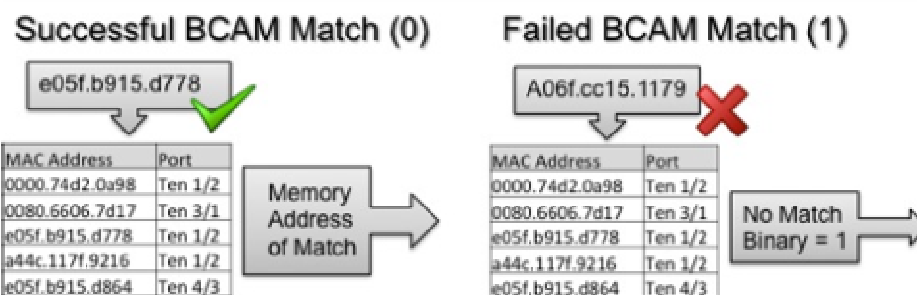 Successful BCAM Match (0)
e05f.b915.d778
MAC Address Port
0000.74d2.0a98 Ten 1/2
0080.6606.7d17 Ten 3/1
e05f.b915.d778 Ten 1/2
a44c.117f.9216 Ten 1/2
e05f.b915.d864 Ten 4/3
Memory
Address
of Match
Failed BCAM Match (1)
A06f.cc15.1179
MAC Address Port
0000.74d2.0a98 Ten 1/2
0080.6606.7d17 Ten 3/1
e05f.b915.d778 Ten 1/2
a44c.117f.9216 Ten 1/2
e05f.b915.d864 Ten 4/3
No Match
Binary = 1